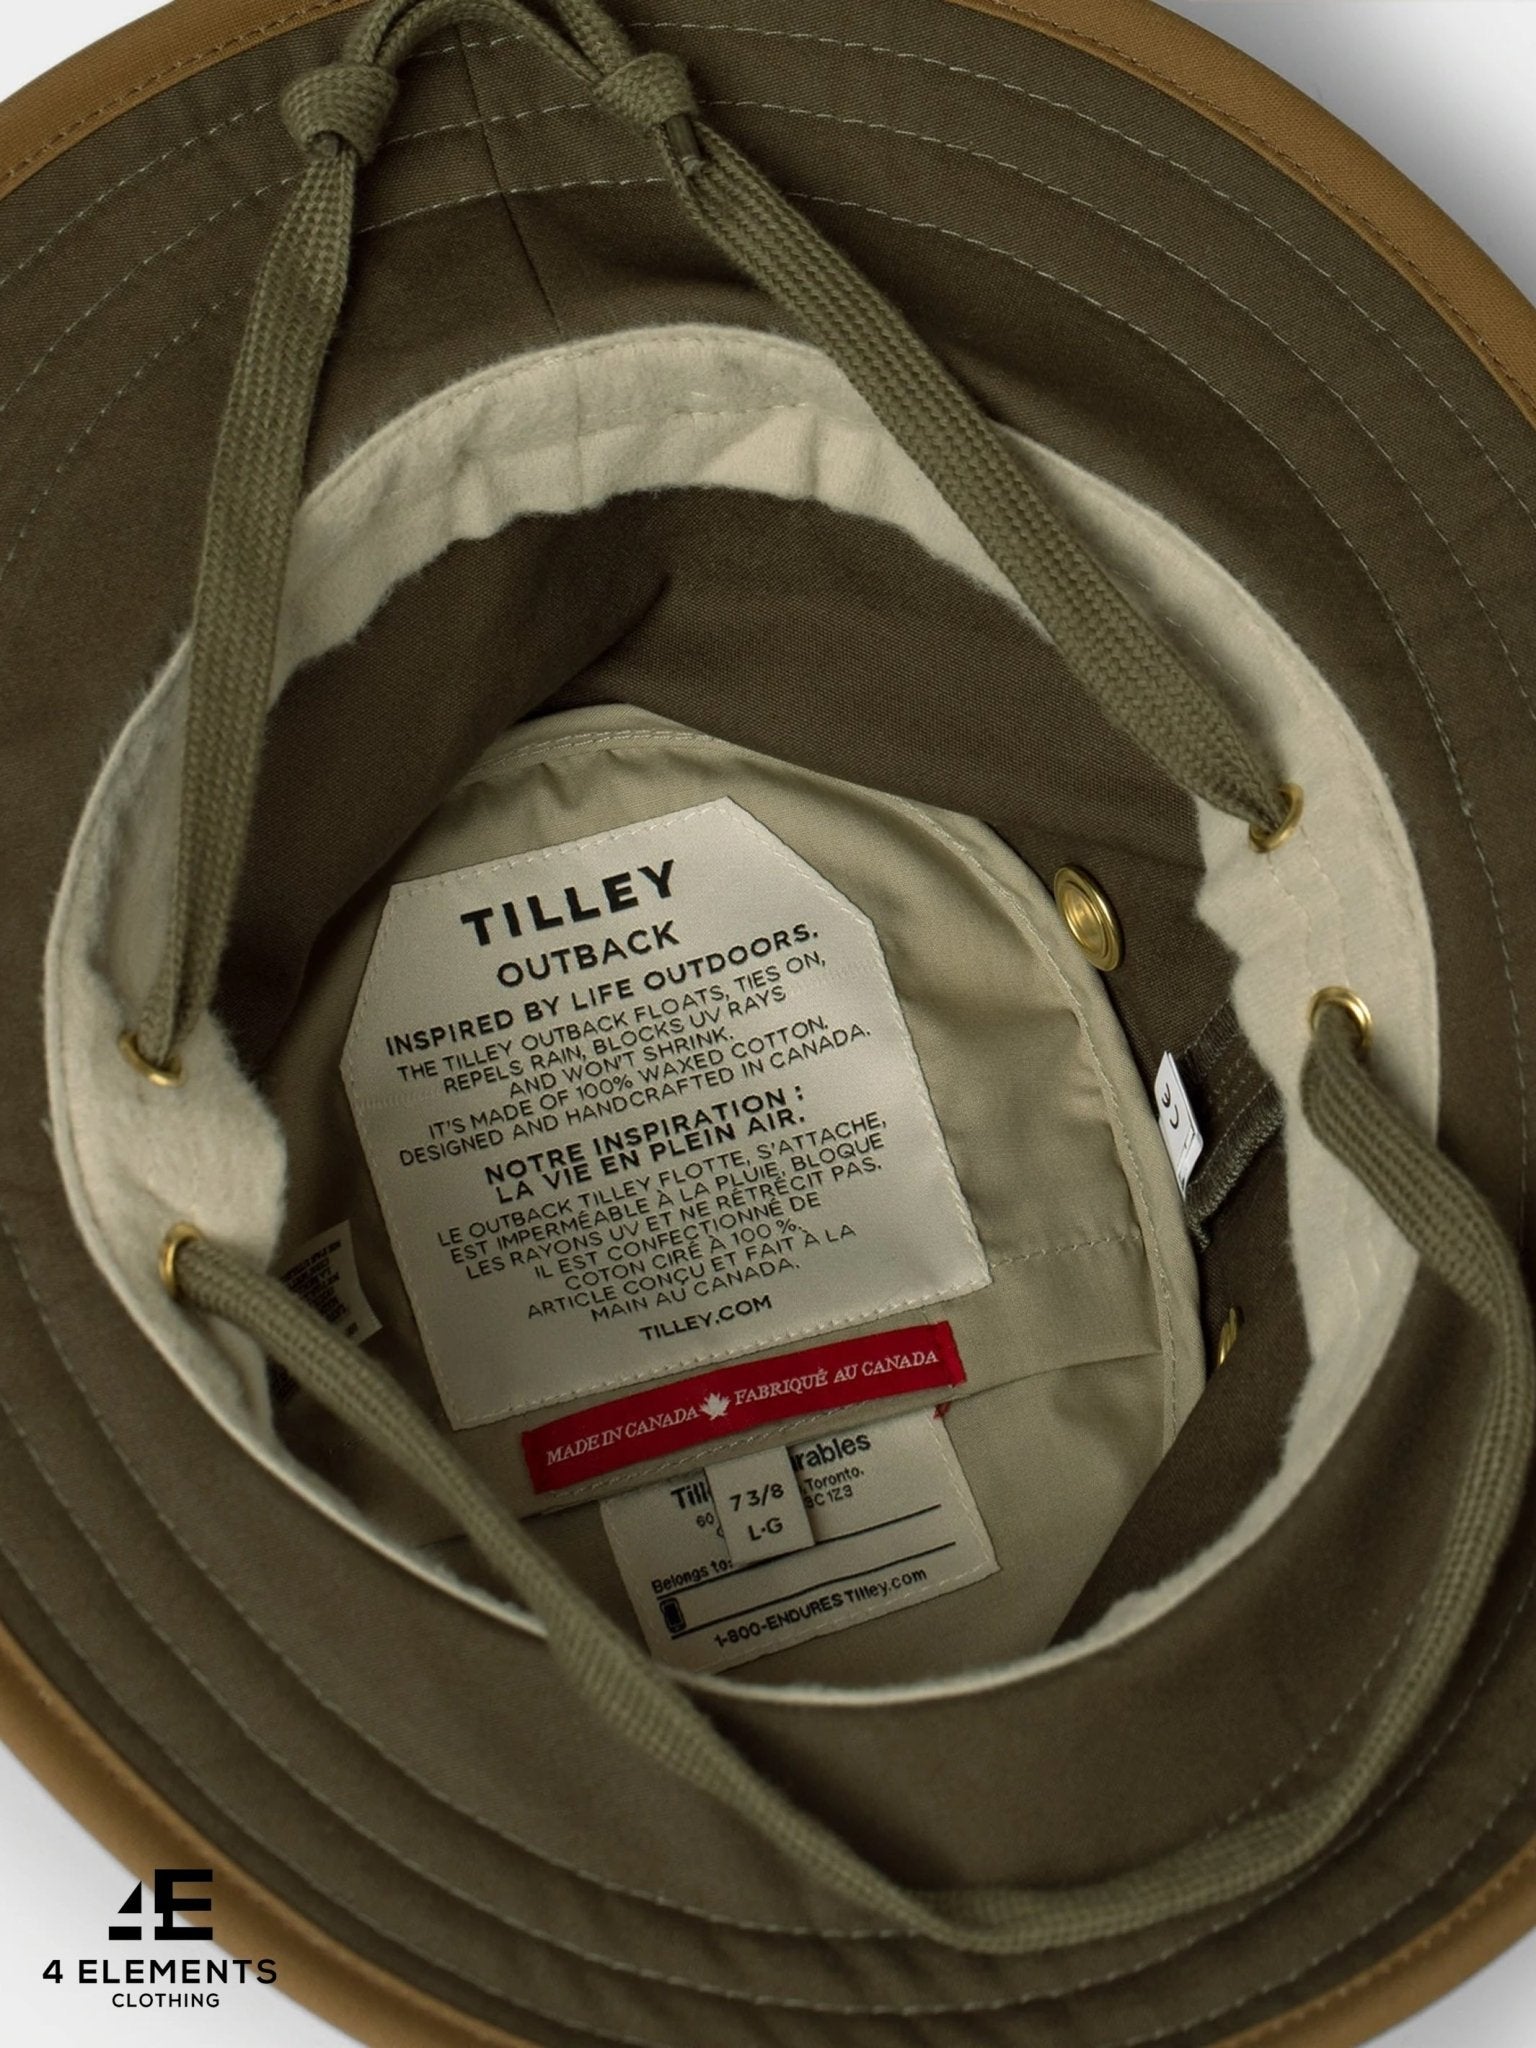 TILLEY
OUTBACK
INSPIRED BY LIFE OUTDOORS.
THE TILLEY OUTBACK FLOATS, TIES ON,
REPELS RAIN, BLOCKS UV RAYS
AND WON'T SHRINK.
IT'S MADE OF 100% WAXED COTTON.
DESIGNED AND HANDCRAFTED IN CANADA.
NOTRE INSPIRATION :
LA VIE EN PLEIN AIR.
LE OUTBACK TILLEY FLOTTE, S'ATTACHE,
EST IMPERMÉABLE À LA PLUIE, BLOQUE
LES RAYONS UV ET NE RÉTRÉCIT PAS.
IL EST CONFECTIONNÉ DE
COTON CIRÉ À 100 %.
ARTICLE CONÇU ET FAIT À LA
MAIN AU CANADA.
TILLEY.COM
MADE IN CANADA FABRIQUÉ AU CANADA
7 3/8
L·G
Toronto.
Belongs to:
1-800-ENDURES Tilley.com
4E
4 ELEMENTS
CLOTHING